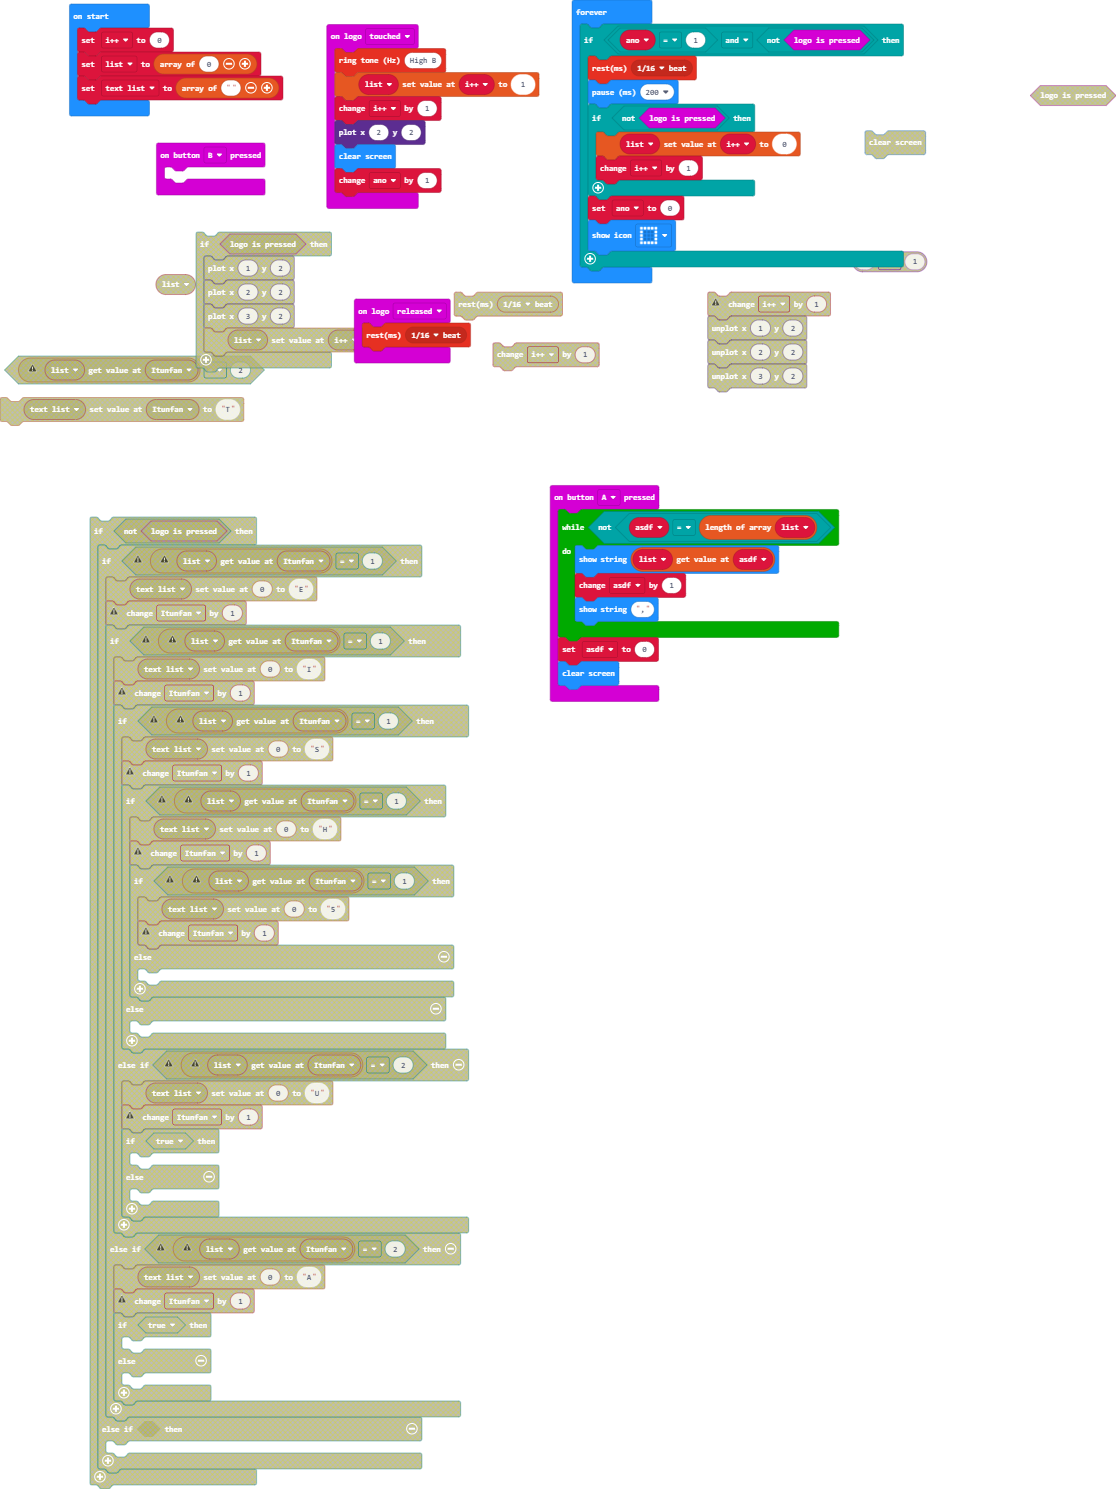 on start
set i++ to 0
set list to array of 0
set text list to array of " "
on button B pressed
on logo touched
ring tone (Hz) High B
list set value at i++ to 1
change i++ by 1
plot x 2 y 2
clear screen
change ano by 1
forever
if ano = 1 and not logo is pressed then
rest(ms) 1/16 beat
pause (ms) 200
if not logo is pressed then
list set value at i++ to 0
change i++ by 1
set ano to 0
show icon
1
logo is pressed
clear screen
if logo is pressed then
plot x 1 y 2
plot x 2 y 2
plot x 3 y 2
list set value at i++
list
list get value at Itunfan 2
text list set value at Itunfan to "T"
on logo released
rest(ms) 1/16 beat
rest(ms) 1/16 beat
change i++ by 1
change i++ by 1
unplot x 1 y 2
unplot x 2 y 2
unplot x 3 y 2
on button A pressed
while not asdf = length of array list
do
show string list get value at asdf
change asdf by 1
show string ","
set asdf to 0
clear screen
if not logo is pressed then
if list get value at Itunfan = 1 then
text list set value at 0 to "E"
change Itunfan by 1
if list get value at Itunfan = 1 then
text list set value at 0 to "I"
change Itunfan by 1
if list get value at Itunfan = 1 then
text list set value at 0 to "S"
change Itunfan by 1
if list get value at Itunfan = 1 then
text list set value at 0 to "H"
change Itunfan by 1
if list get value at Itunfan = 1 then
text list set value at 0 to "5"
change Itunfan by 1
else
else
else if list get value at Itunfan = 2 then
text list set value at 0 to "U"
change Itunfan by 1
if true then
else
else if list get value at Itunfan = 2 then
text list set value at 0 to "A"
change Itunfan by 1
if true then
else
else if then